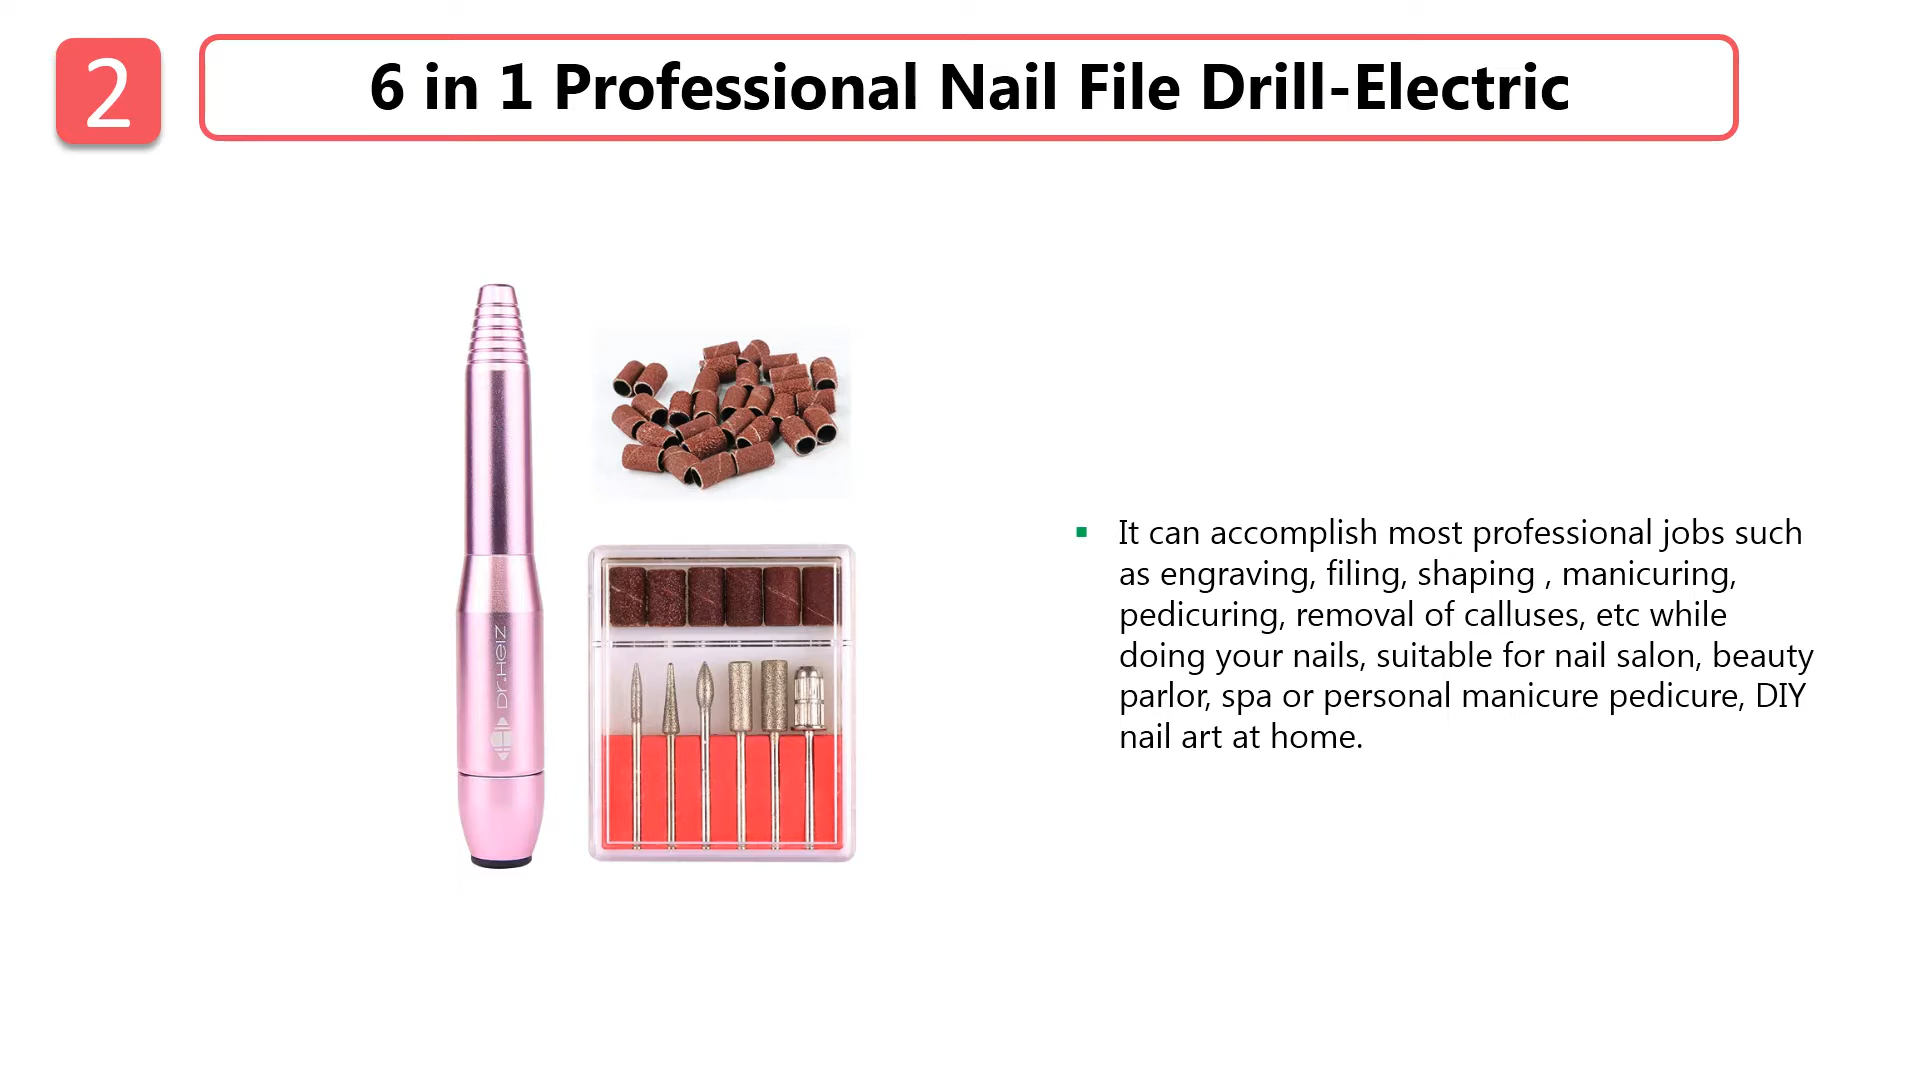 2
6 in 1 Professional Nail File Drill-Electric
Dr.HeiZ
▪ It can accomplish most professional jobs such
as engraving, filing, shaping , manicuring,
pedicuring, removal of calluses, etc while
doing your nails, suitable for nail salon, beauty
parlor, spa or personal manicure pedicure, DIY
nail art at home.